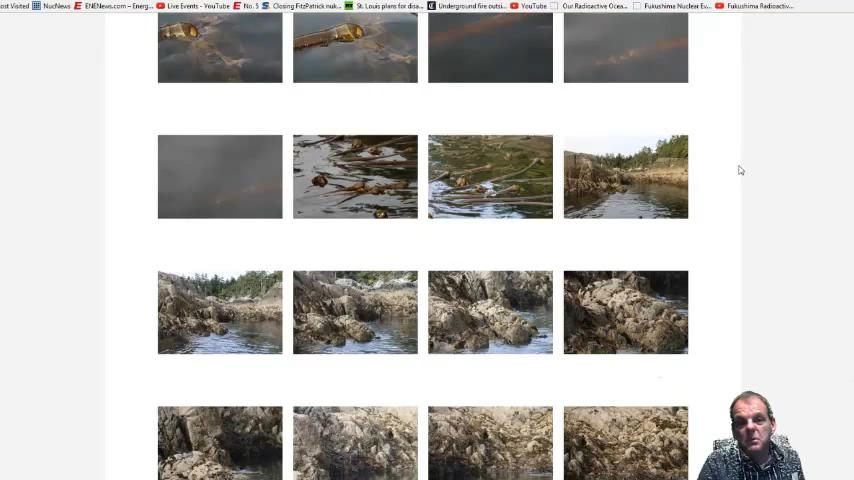 ost Visited NucNews ENENews.com – Energ... Live Events - YouTube No. 5 Closing FitzPatrick nuk... St. Louis plans for disa... Underground fire outsi... YouTube Our Radioactive Ocea... Fukushima Nuclear Ev... Fukushima Radioactiv...